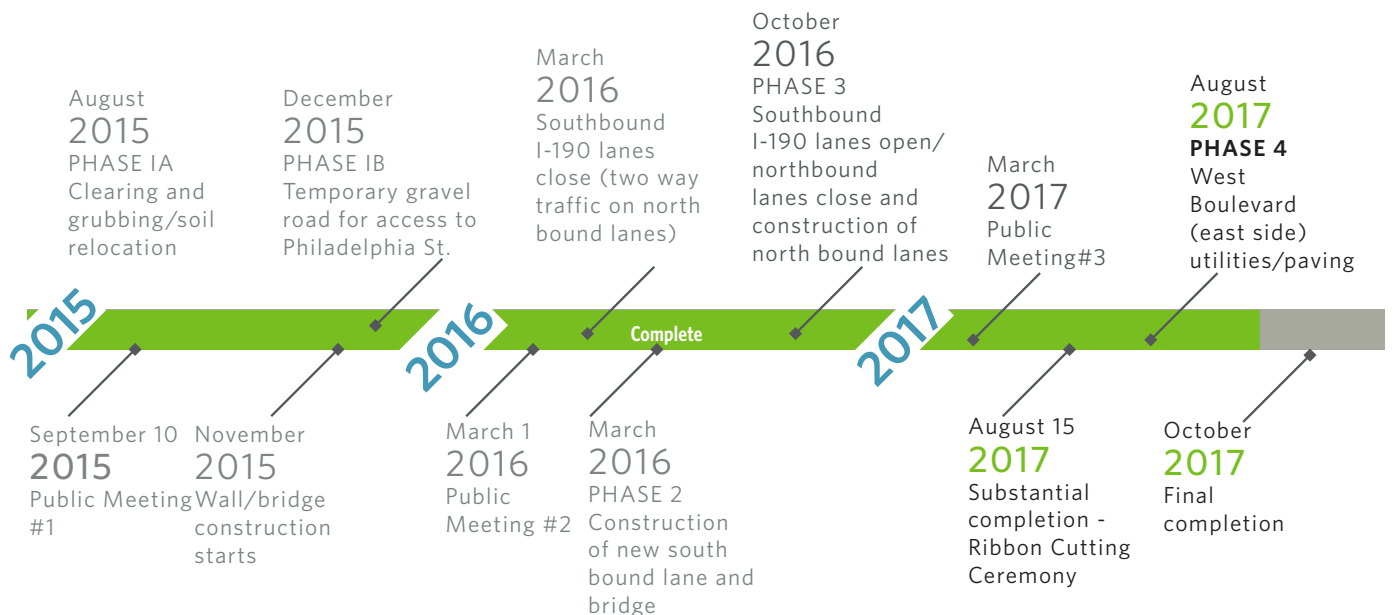 August
2015
PHASE IA
Clearing and
grubbing/soil
relocation
December
2015
PHASE IB
Temporary gravel
road for access to
Philadelphia St.
March
2016
Southbound
I-190 lanes
close (two way
traffic on north
bound lanes)
October
2016
PHASE 3
Southbound
I-190 lanes open/
northbound
lanes close and
construction of
north bound lanes
March
2017
Public
Meeting#3
August
2017
PHASE 4
West
Boulevard
(east side)
utilities/paving
2015
2016
Complete
2017
September 10
2015
Public Meeting
#1
November
2015
Wall/bridge
construction
starts
March 1
2016
Public
Meeting #2
March
2016
PHASE 2
Construction
of new south
bound lane and
bridge
August 15
2017
Substantial
completion -
Ribbon Cutting
Ceremony
October
2017
Final
completion